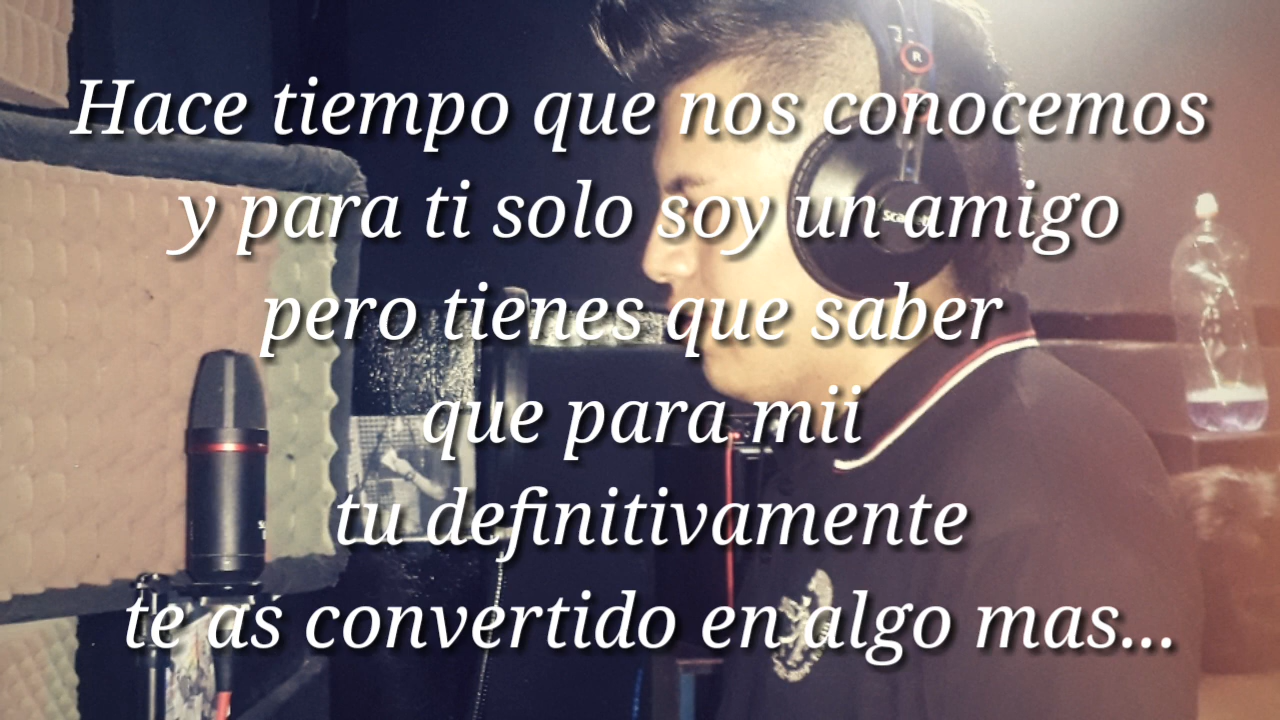 Hace tiempo que nos conocemos
y para ti solo soy un amigo
pero tienes que saber
que para mii
tu definitivamente
te as convertido en algo mas...
R